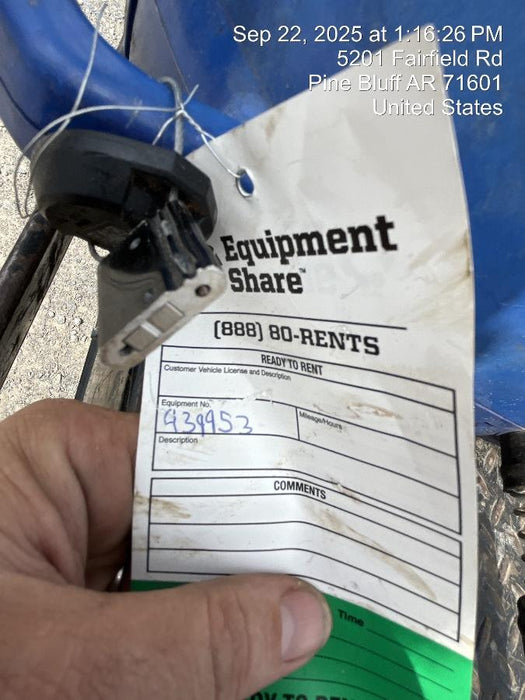 Sep 22, 2025 at 1:16:26 PM
5201 Fairfield Rd
Pine Bluff AR 71601
United States
Equipment
Share™
(888) 80-RENTS
READY TO RENT
Customer Vehicle License and Description
Equipment No.
Mileage/Hours
439953
Description
COMMENTS
Time